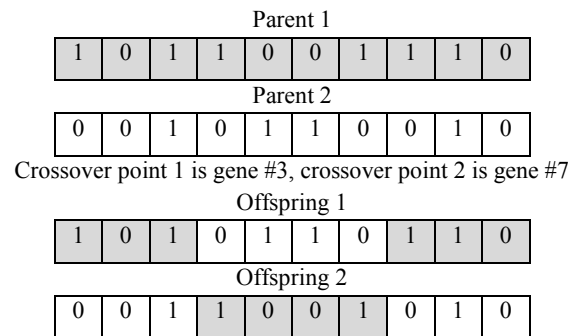 Parent 1
1 0 1 1 0 0 1 1 1 0
Parent 2
0 0 1 0 1 1 0 0 1 0
Crossover point 1 is gene #3, crossover point 2 is gene #7
Offspring 1
1 0 1 0 1 1 0 1 1 0
Offspring 2
0 0 1 1 0 0 1 0 1 0